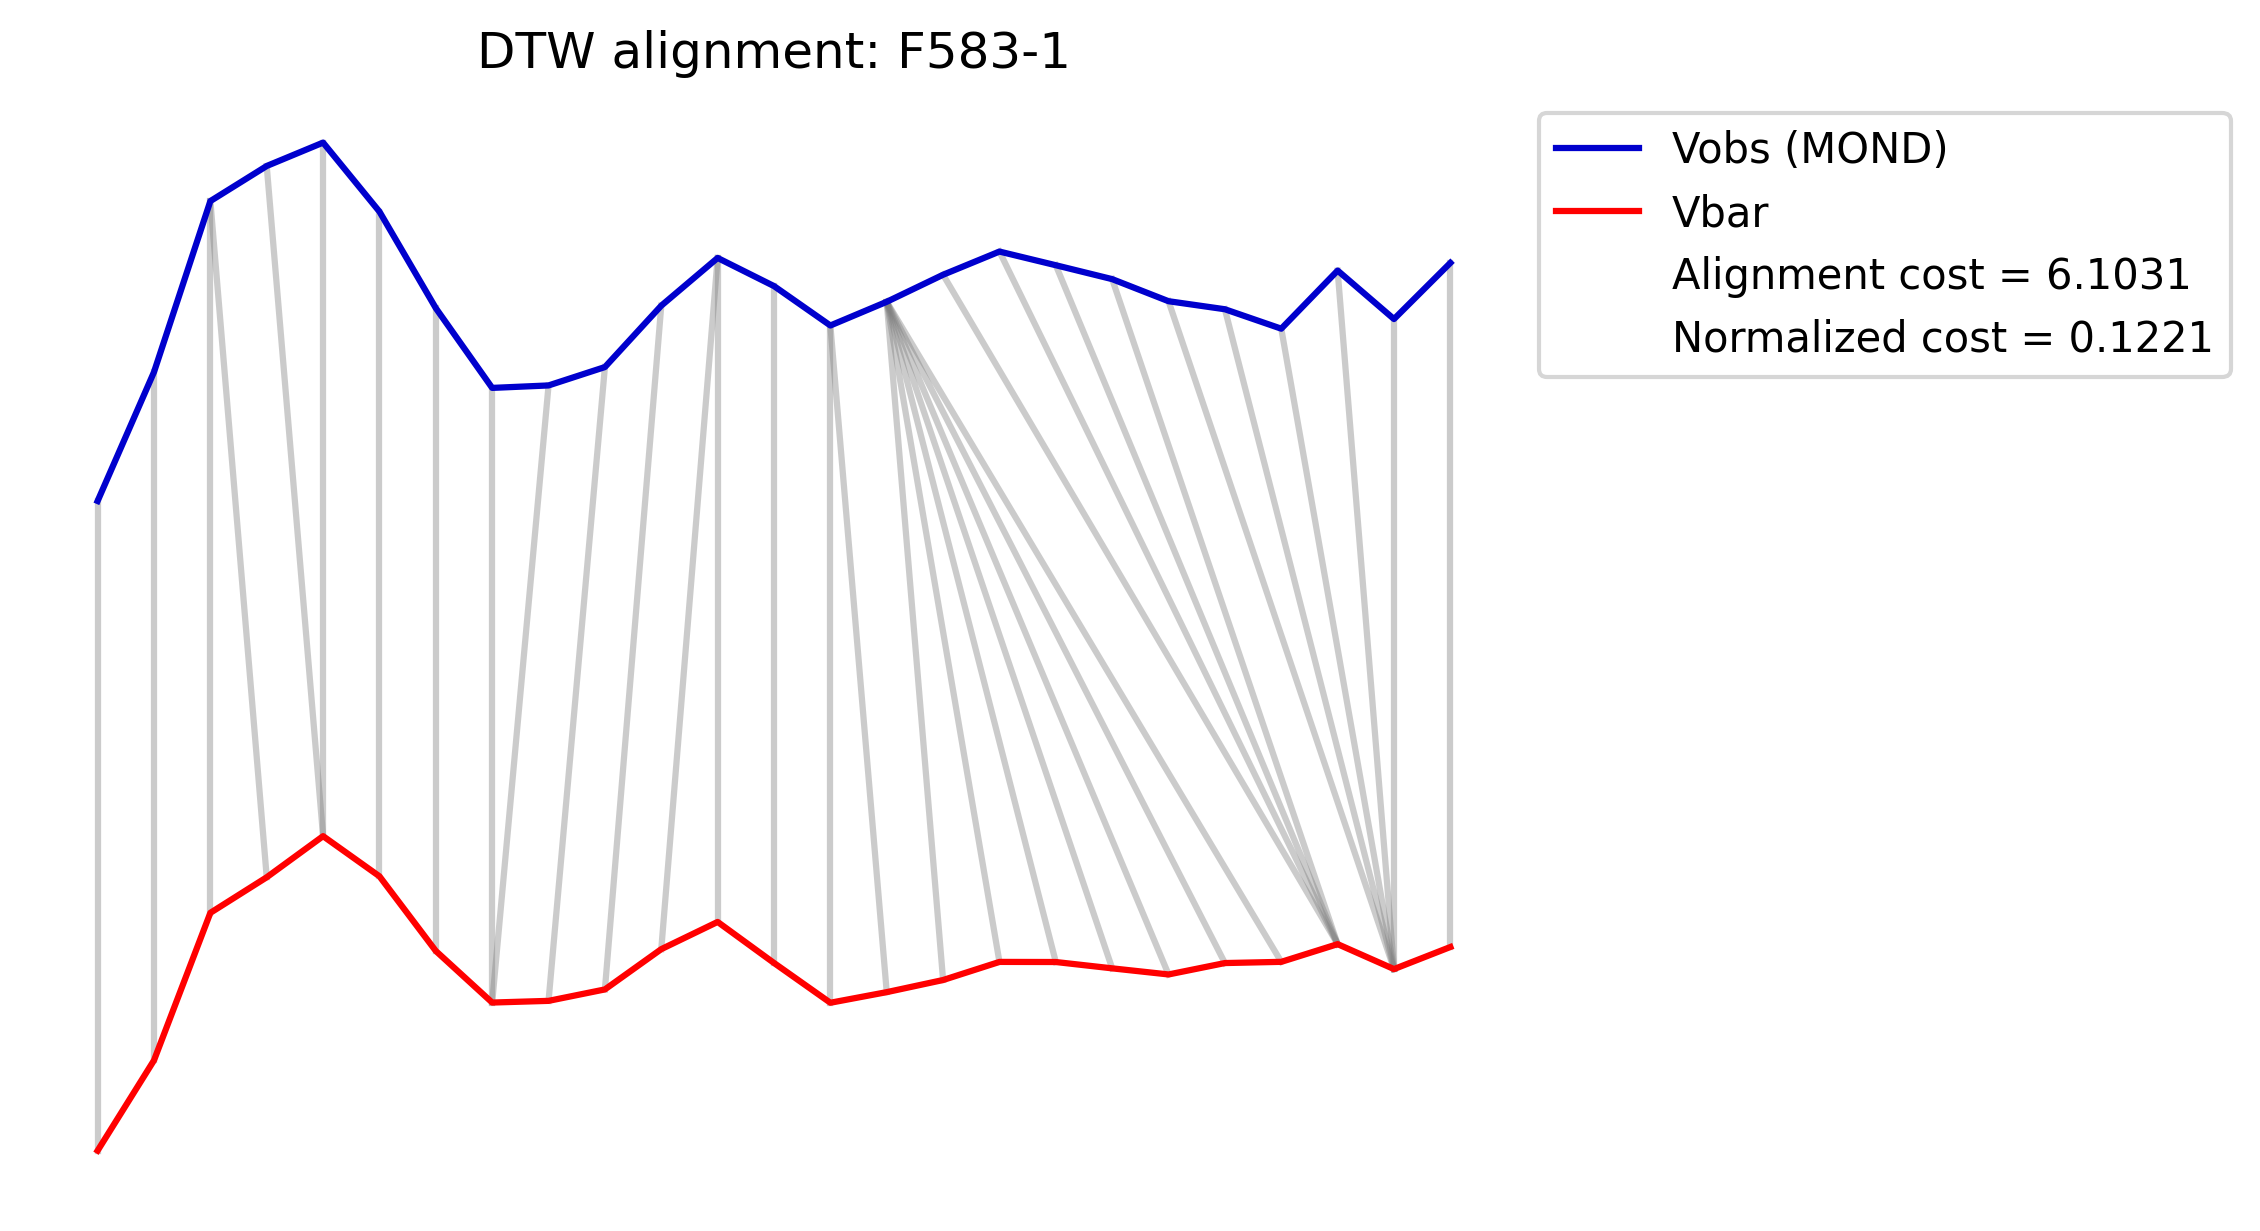 DTW alignment: F583-1
Vobs (MOND)
Vbar
Alignment cost = 6.1031
Normalized cost = 0.1221